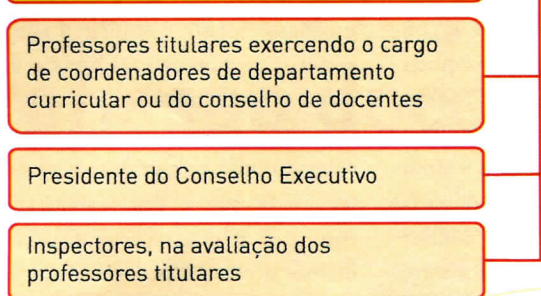 Professores titulares exercendo o cargo
de coordenadores de departamento
curricular ou do conselho de docentes
Presidente do Conselho Executivo
Inspectores, na avaliação dos
professores titulares